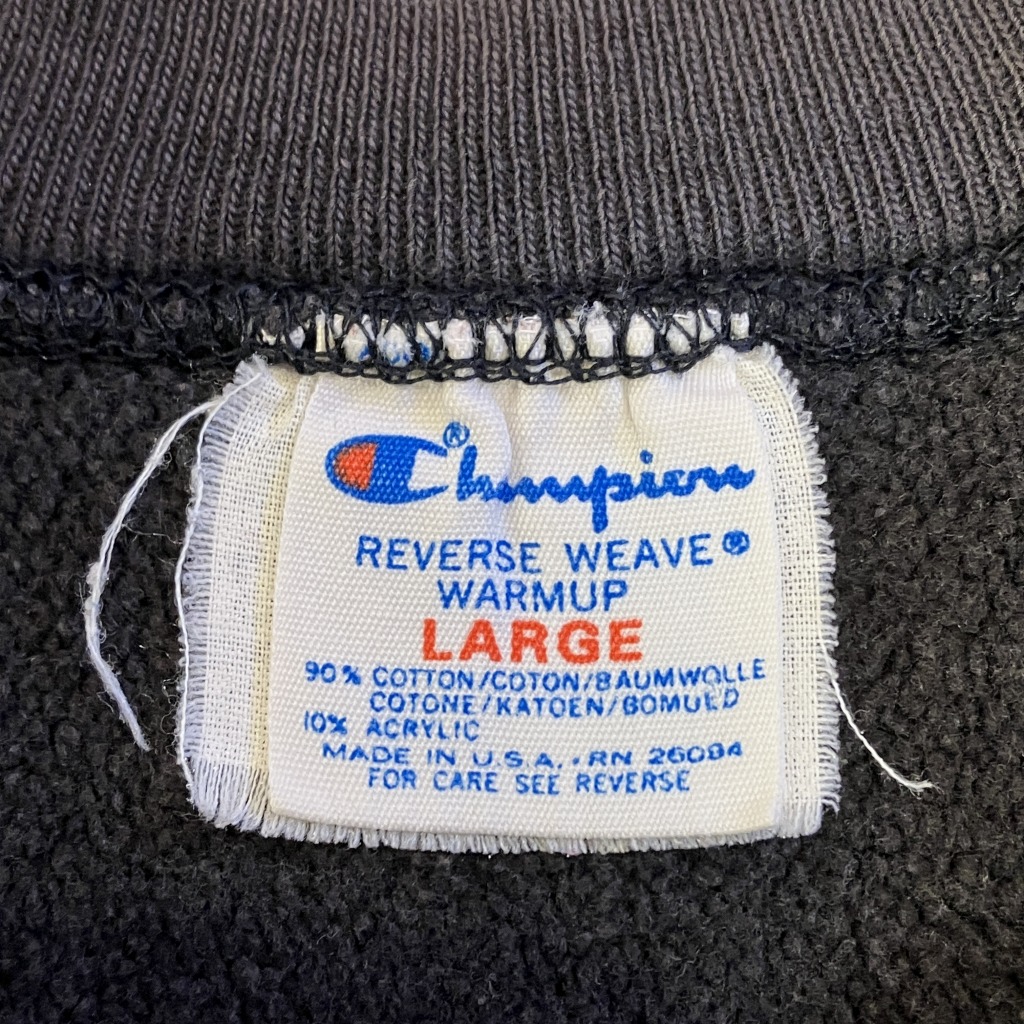 Champion®
REVERSE WEAVE®
WARMUP
LARGE
90% COTTON/COTON/BAUMWOLLE
COTONE/KATOEN/BOMULD
10% ACRYLIC
MADE IN U.S.A. · RN 26094
FOR CARE SEE REVERSE